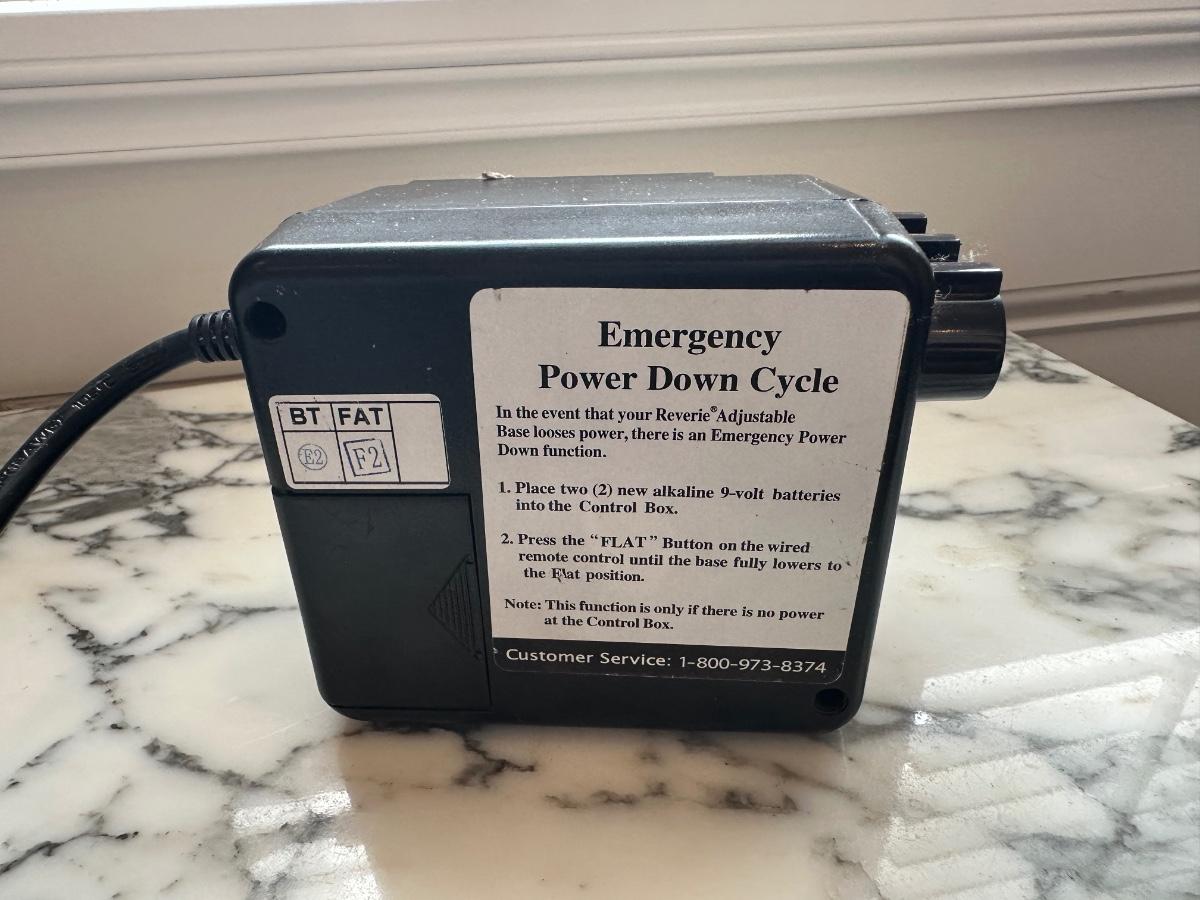 Emergency
Power Down Cycle
In the event that your Reverie® Adjustable
Base looses power, there is an Emergency Power
Down function.
1. Place two (2) new alkaline 9-volt batteries
into the Control Box.
2. Press the “FLAT” Button on the wired
remote control until the base fully lowers to
the Flat position.
Note: This function is only if there is no power
at the Control Box.
Customer Service: 1-800-973-8374
BT FAT
E2 F2